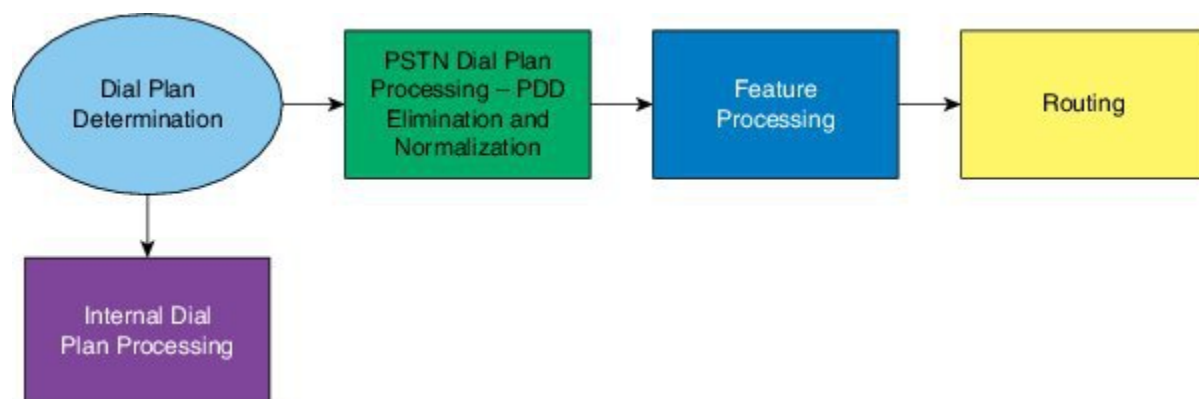 Dial Plan
Determination
PSTN Dial Plan
Processing – PDD
Elimination and
Normalization
Feature
Processing
Routing
Internal Dial
Plan Processing